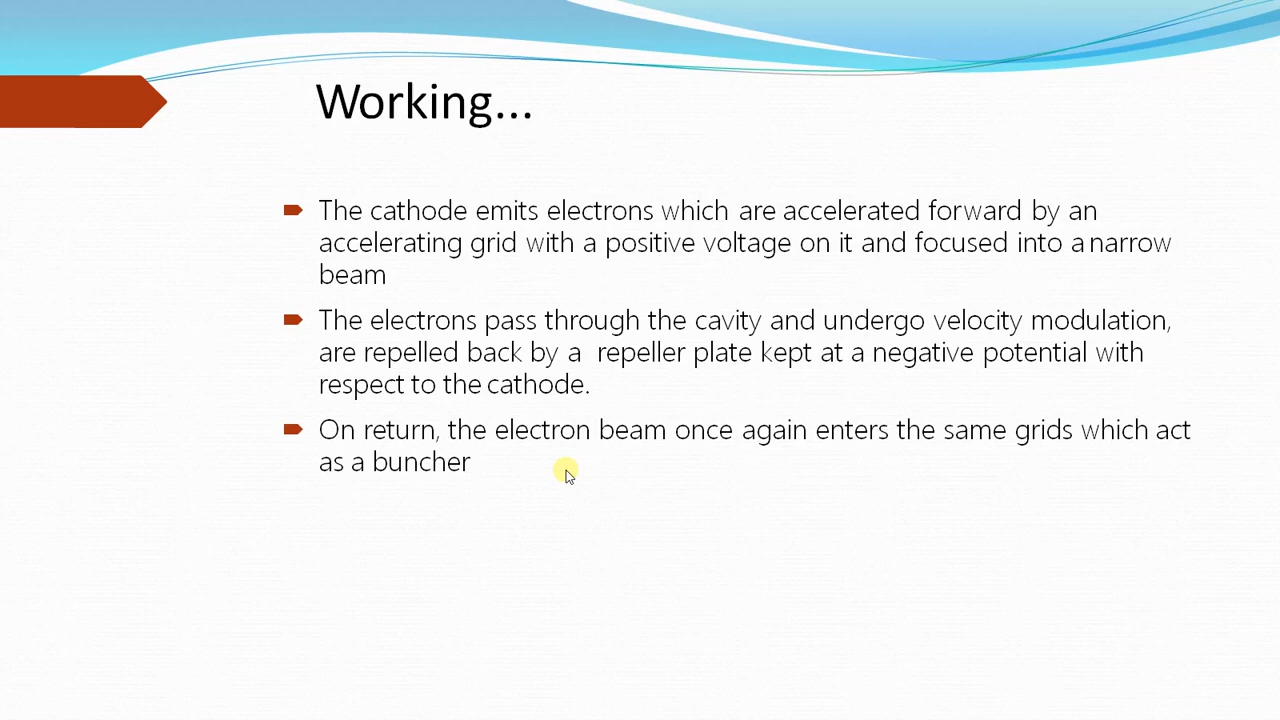 Working...
The cathode emits electrons which are accelerated forward by an
accelerating grid with a positive voltage on it and focused into a narrow
beam
The electrons pass through the cavity and undergo velocity modulation,
are repelled back by a  repeller plate kept at a negative potential with
respect to the cathode.
On return, the electron beam once again enters the same grids which act
as a buncher